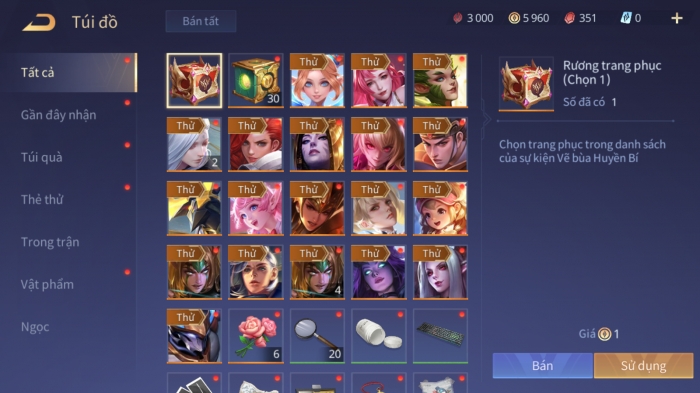 Túi đồ
Bán tất
3 000
5 960
351
0
Tất cả
Gần đây nhận
Túi quà
Thẻ thử
Trong trận
Vật phẩm
Ngọc
30
Thử
Thử
Thử
Thử
2
Thử
Thử
Thử
Thử
Thử
Thử
Thử
Thử
Thử
Thử
Thử
Thử
4
Thử
Thử
Thử
6
20
Rương trang phục
(Chọn 1)
Số đã có 1
Chọn trang phục trong danh sách
của sự kiện Vẽ bùa Huyền Bí
Giá 1
Bán
Sử dụng